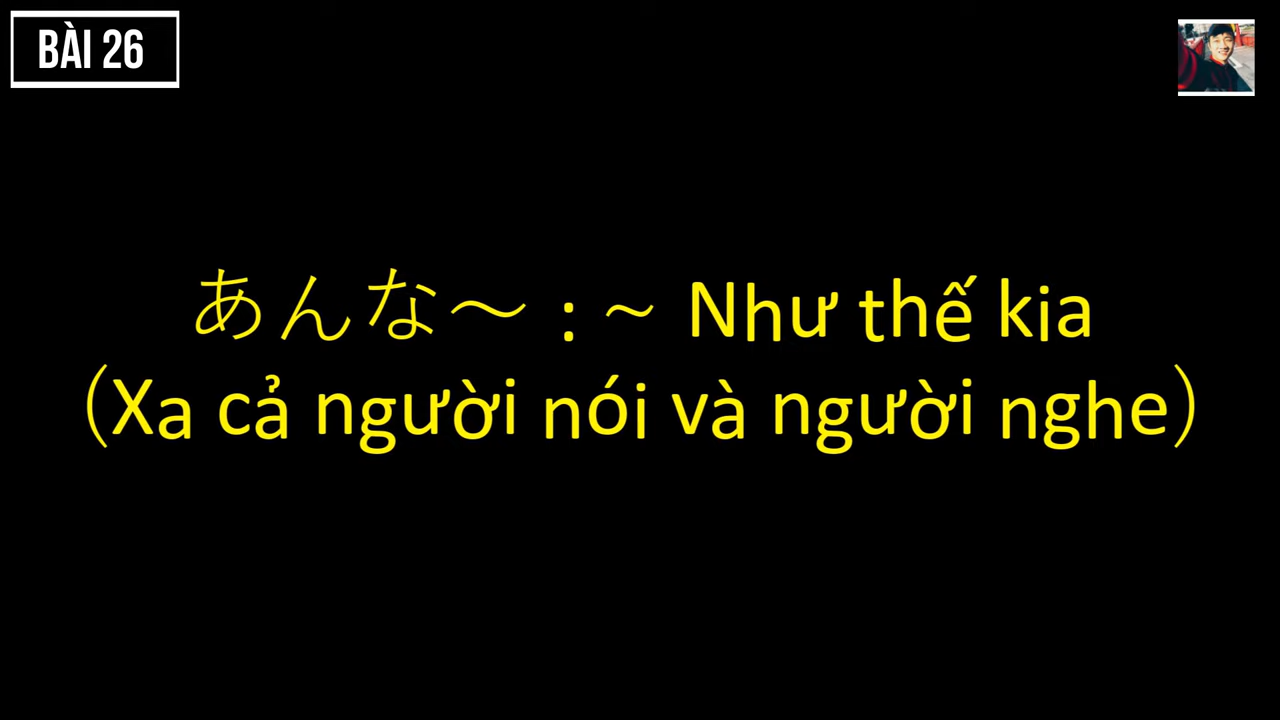 BÀI 26
あんな～ : ~ Như thế kia
(Xa cả người nói và người nghe)